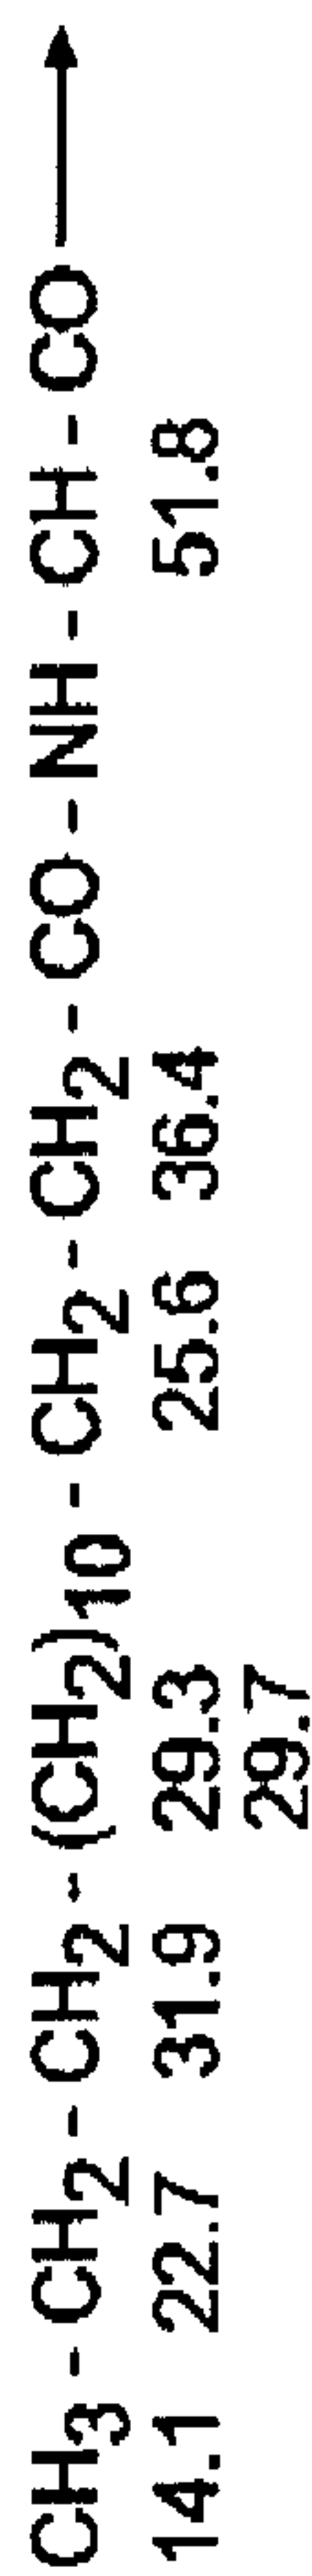 CH3 - CH2 - CH2 - (CH2)10 - CH2 - CH2 - CO - NH - CH - CO ⟶
14.1 22.7 31.9 29.3 25.6 36.4 51.8
29.7